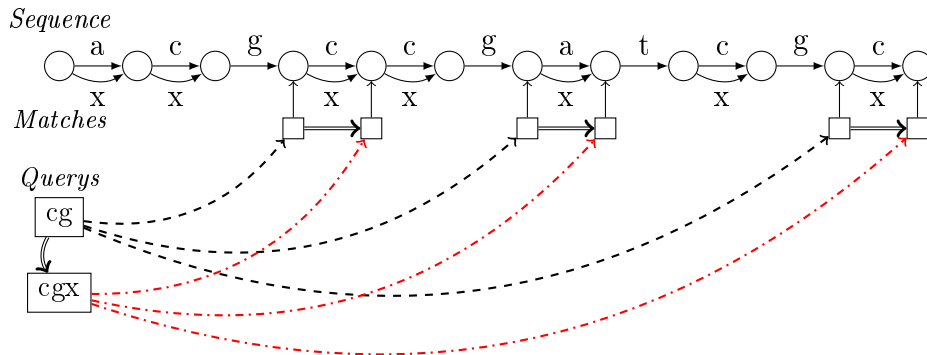 Sequence
a c g c c g a t c g c
x x x x x x x
Matches
Querys
cg
cgx